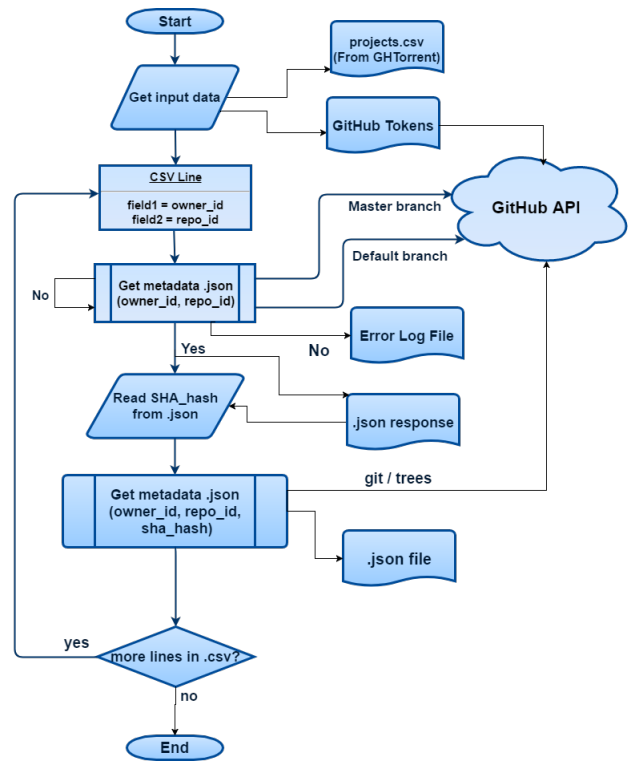 Start
projects.csv
(From GHTorrent)
Get input data
GitHub Tokens
CSV Line
field1 = owner_id
field2 = repo_id
Master branch
GitHub API
Default branch
Get metadata .json
(owner_id, repo_id)
No
Error Log File
No
Yes
Read SHA_hash
from .json
.json response
git / trees
Get metadata .json
(owner_id, repo_id,
sha_hash)
.json file
yes
more lines in .csv?
no
End